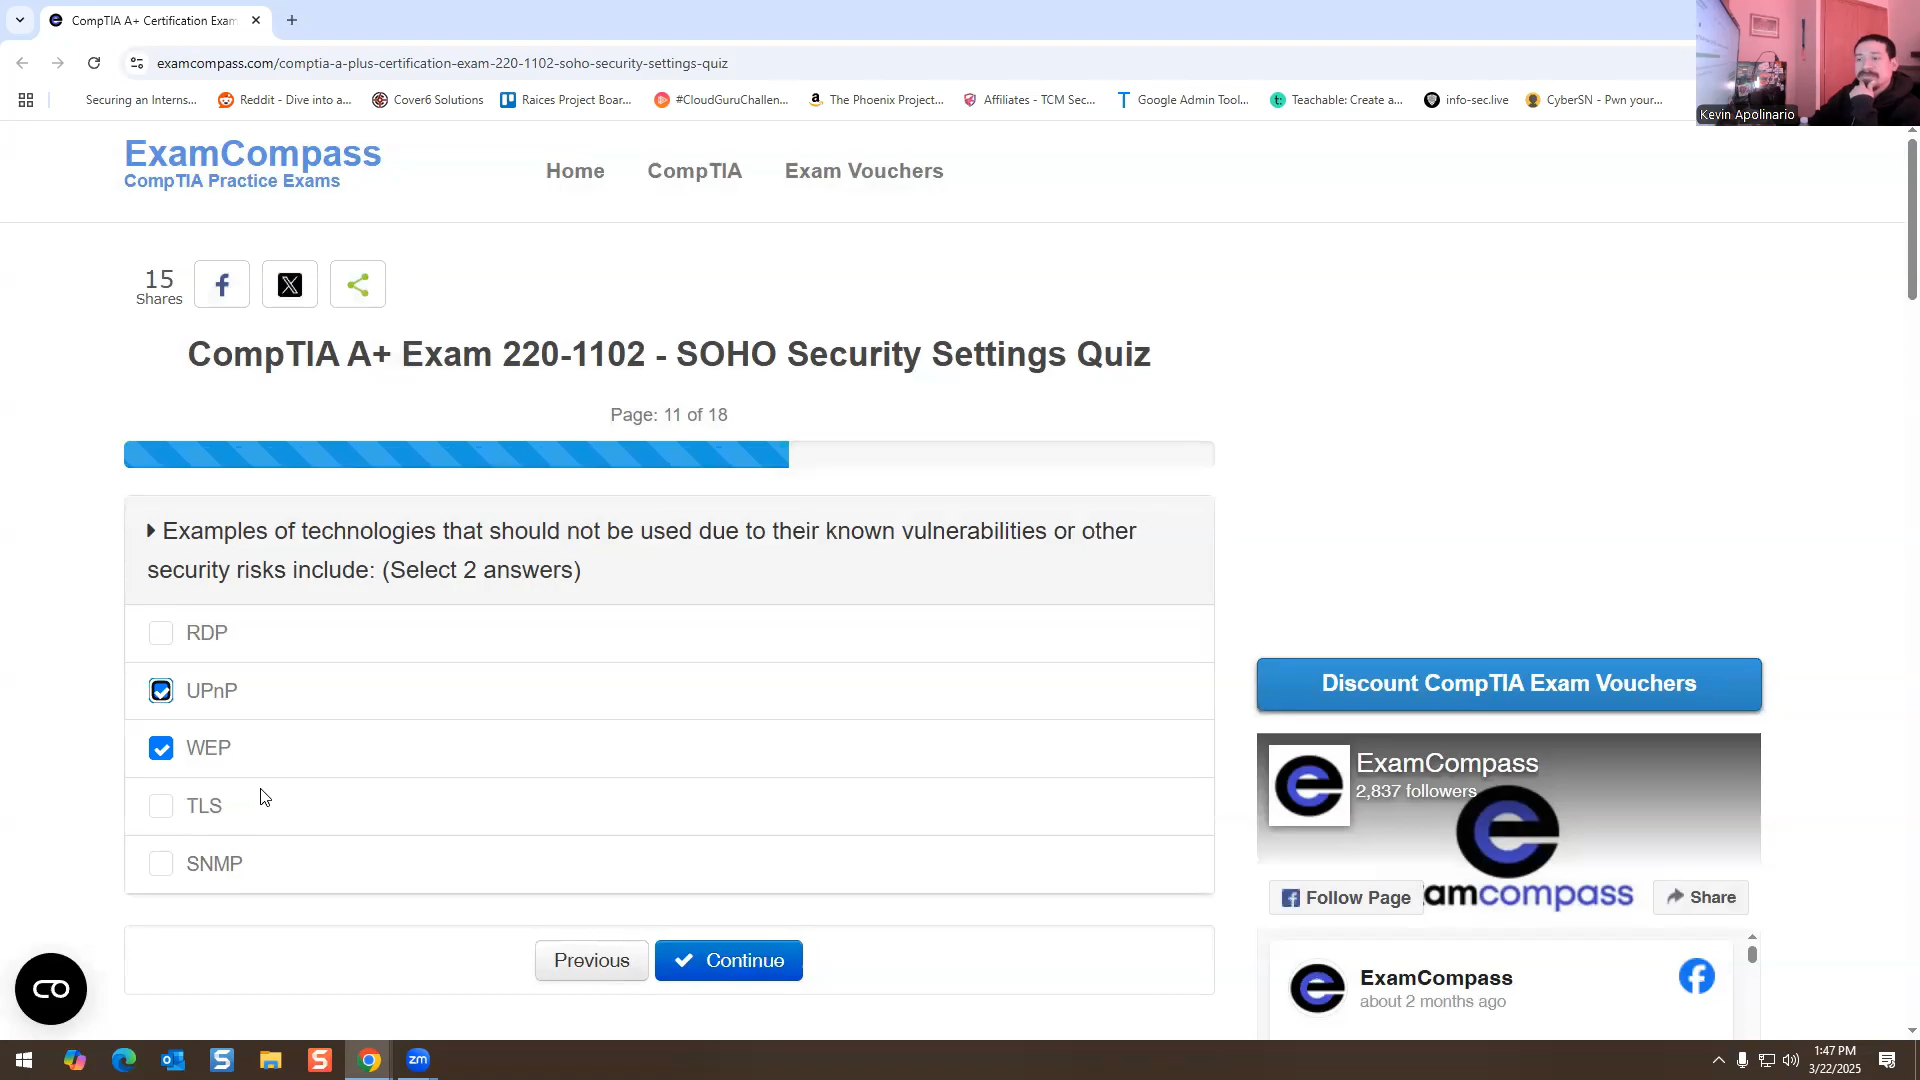 CompTIA A+ Certification Exam
examcompass.com/comptia-a-plus-certification-exam-220-1102-soho-security-settings-quiz
Securing an Interns...
Reddit - Dive into a...
Cover6 Solutions
Raices Project Boar...
#CloudGuruChallen...
The Phoenix Project...
Affiliates - TCM Sec...
Google Admin Tool...
Teachable: Create a...
info-sec.live
CyberSN - Pwn your...
Kevin Apolinario
ExamCompass
CompTIA Practice Exams
Home
CompTIA
Exam Vouchers
15
Shares
CompTIA A+ Exam 220-1102 - SOHO Security Settings Quiz
Page: 11 of 18
Examples of technologies that should not be used due to their known vulnerabilities or other
security risks include: (Select 2 answers)
RDP
UPnP
WEP
TLS
SNMP
Previous
Continue
Discount CompTIA Exam Vouchers
ExamCompass
2,837 followers
Follow Page
amcompass
Share
ExamCompass
about 2 months ago
zm
1:47 PM
3/22/2025